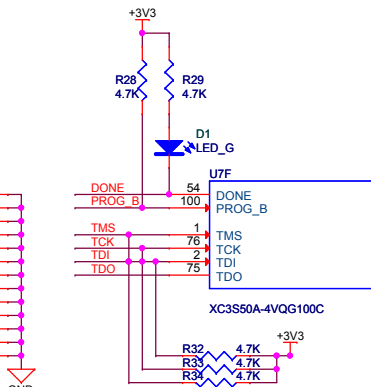 +3V3
R28
4.7K
R29
4.7K
D1
LED_G
U7F
DONE 54 DONE
PROG_B 100 PROG_B
TMS 1 TMS
TCK 76 TCK
TDI 2 TDI
TDO 75 TDO
XC3S50A-4VQG100C
+3V3
R32 4.7K
R33 4.7K
R34 4.7K